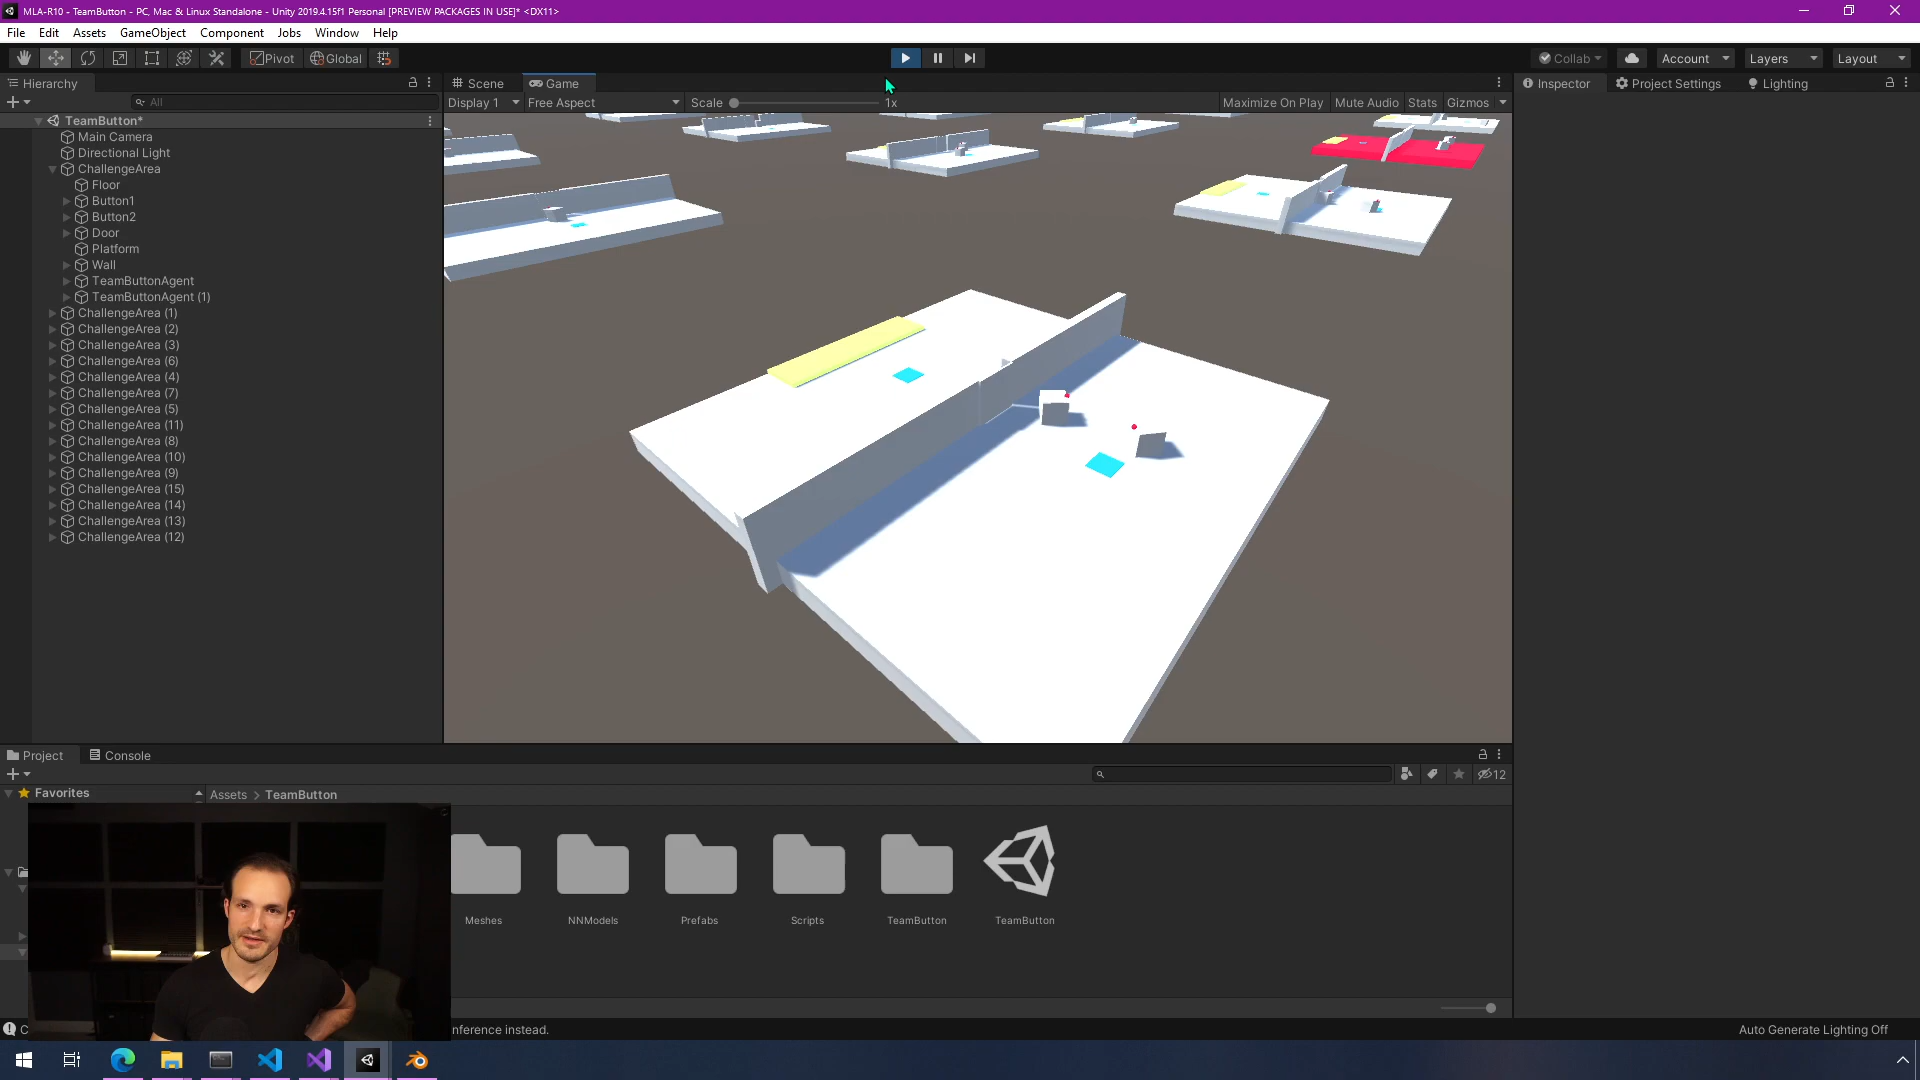 MLA-R10 - TeamButton - PC, Mac & Linux Standalone - Unity 2019.4.15f1 Personal [PREVIEW PACKAGES IN USE]* <DX11>
File Edit Assets GameObject Component Jobs Window Help
Pivot Global Collab Account Layers Layout
Hierarchy Scene Game Inspector Project Settings Lighting
All Display 1 Free Aspect Scale 1x Maximize On Play Mute Audio Stats Gizmos
TeamButton*
Main Camera
Directional Light
ChallengeArea
Floor
Button1
Button2
Door
Platform
Wall
TeamButtonAgent
TeamButtonAgent (1)
ChallengeArea (1)
ChallengeArea (2)
ChallengeArea (3)
ChallengeArea (6)
ChallengeArea (4)
ChallengeArea (7)
ChallengeArea (5)
ChallengeArea (11)
ChallengeArea (8)
ChallengeArea (10)
ChallengeArea (9)
ChallengeArea (15)
ChallengeArea (14)
ChallengeArea (13)
ChallengeArea (12)
Project Console
12
Favorites Assets > TeamButton
Meshes NNModels Prefabs Scripts TeamButton TeamButton
C nference instead. Auto Generate Lighting Off